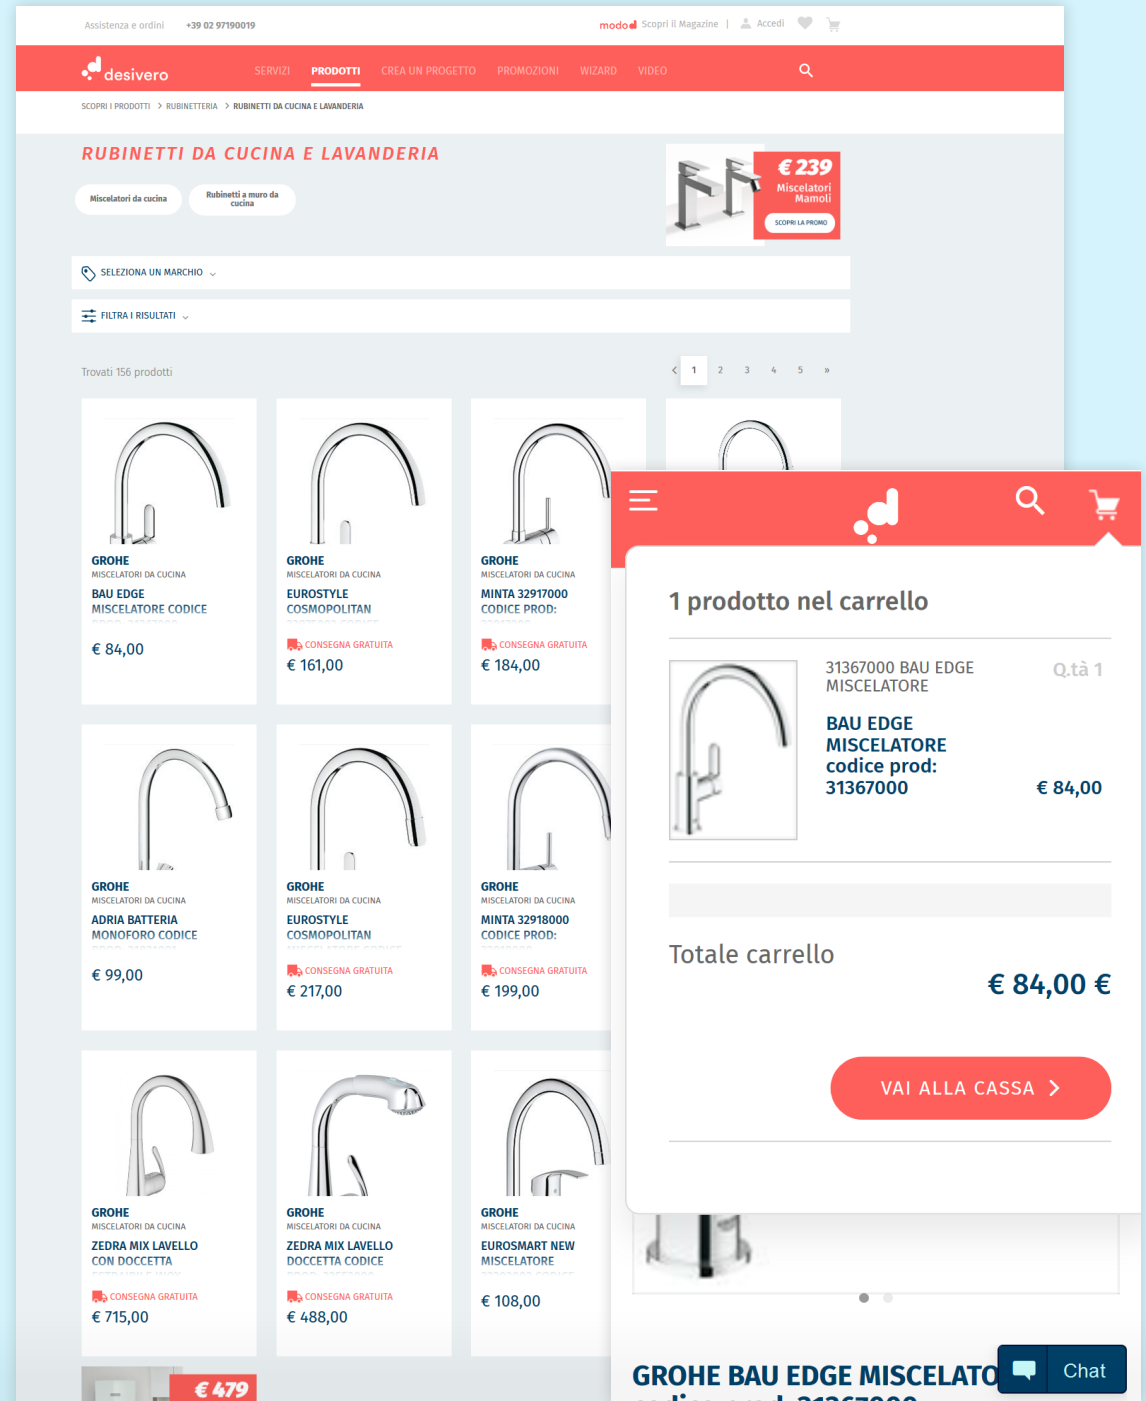 Assistenza e ordini +39 02 97190019
modod Scopri il Magazine | Accedi
desivero
SERVIZI PRODOTTI CREA UN PROGETTO PROMOZIONI WIZARD VIDEO
SCOPRI I PRODOTTI > RUBINETTERIA > RUBINETTI DA CUCINA E LAVANDERIA
RUBINETTI DA CUCINA E LAVANDERIA
Miscelatori da cucina
Rubinetti a muro da
cucina
€ 239
Miscelatori
Mamoli
SCOPRI LA PROMO
SELEZIONA UN MARCHIO
FILTRA I RISULTATI
Trovati 156 prodotti
< 1 2 3 4 5 »
GROHE
MISCELATORI DA CUCINA
BAU EDGE
MISCELATORE CODICE
€ 84,00
GROHE
MISCELATORI DA CUCINA
EUROSTYLE
COSMOPOLITAN
CONSEGNA GRATUITA
€ 161,00
GROHE
MISCELATORI DA CUCINA
MINTA 32917000
CODICE PROD:
CONSEGNA GRATUITA
€ 184,00
GROHE
MISCELATORI DA CUCINA
ADRIA BATTERIA
MONOFORO CODICE
€ 99,00
GROHE
MISCELATORI DA CUCINA
EUROSTYLE
COSMOPOLITAN
CONSEGNA GRATUITA
€ 217,00
GROHE
MISCELATORI DA CUCINA
MINTA 32918000
CODICE PROD:
CONSEGNA GRATUITA
€ 199,00
GROHE
MISCELATORI DA CUCINA
ZEDRA MIX LAVELLO
CON DOCCETTA
CONSEGNA GRATUITA
€ 715,00
GROHE
MISCELATORI DA CUCINA
ZEDRA MIX LAVELLO
DOCCETTA CODICE
CONSEGNA GRATUITA
€ 488,00
GROHE
MISCELATORI DA CUCINA
EUROSMART NEW
MISCELATORE
€ 108,00
€ 479
1 prodotto nel carrello
31367000 BAU EDGE
MISCELATORE
Q.tà 1
BAU EDGE
MISCELATORE
codice prod:
31367000
€ 84,00
Totale carrello
€ 84,00 €
VAI ALLA CASSA >
GROHE BAU EDGE MISCELATO
codice prod: 31367000
Chat